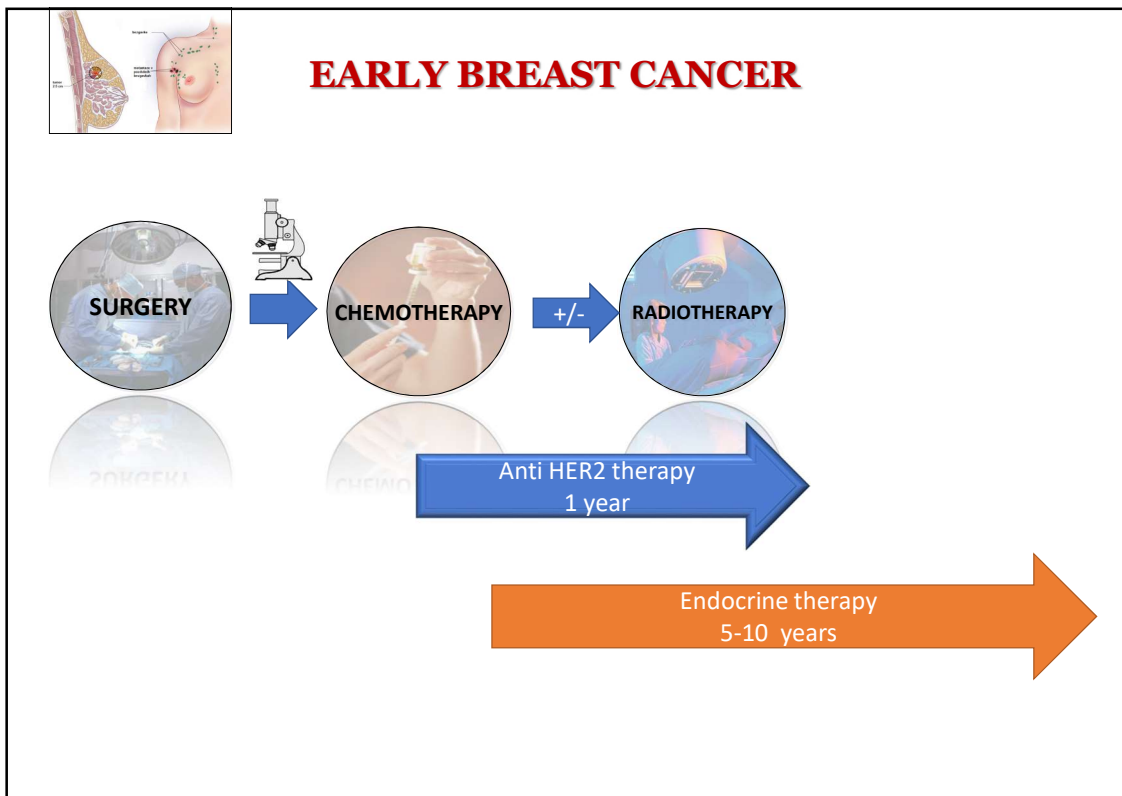 EARLY BREAST CANCER
SURGERY
CHEMOTHERAPY
+/-
RADIOTHERAPY
Anti HER2 therapy
1 year
Endocrine therapy
5-10 years